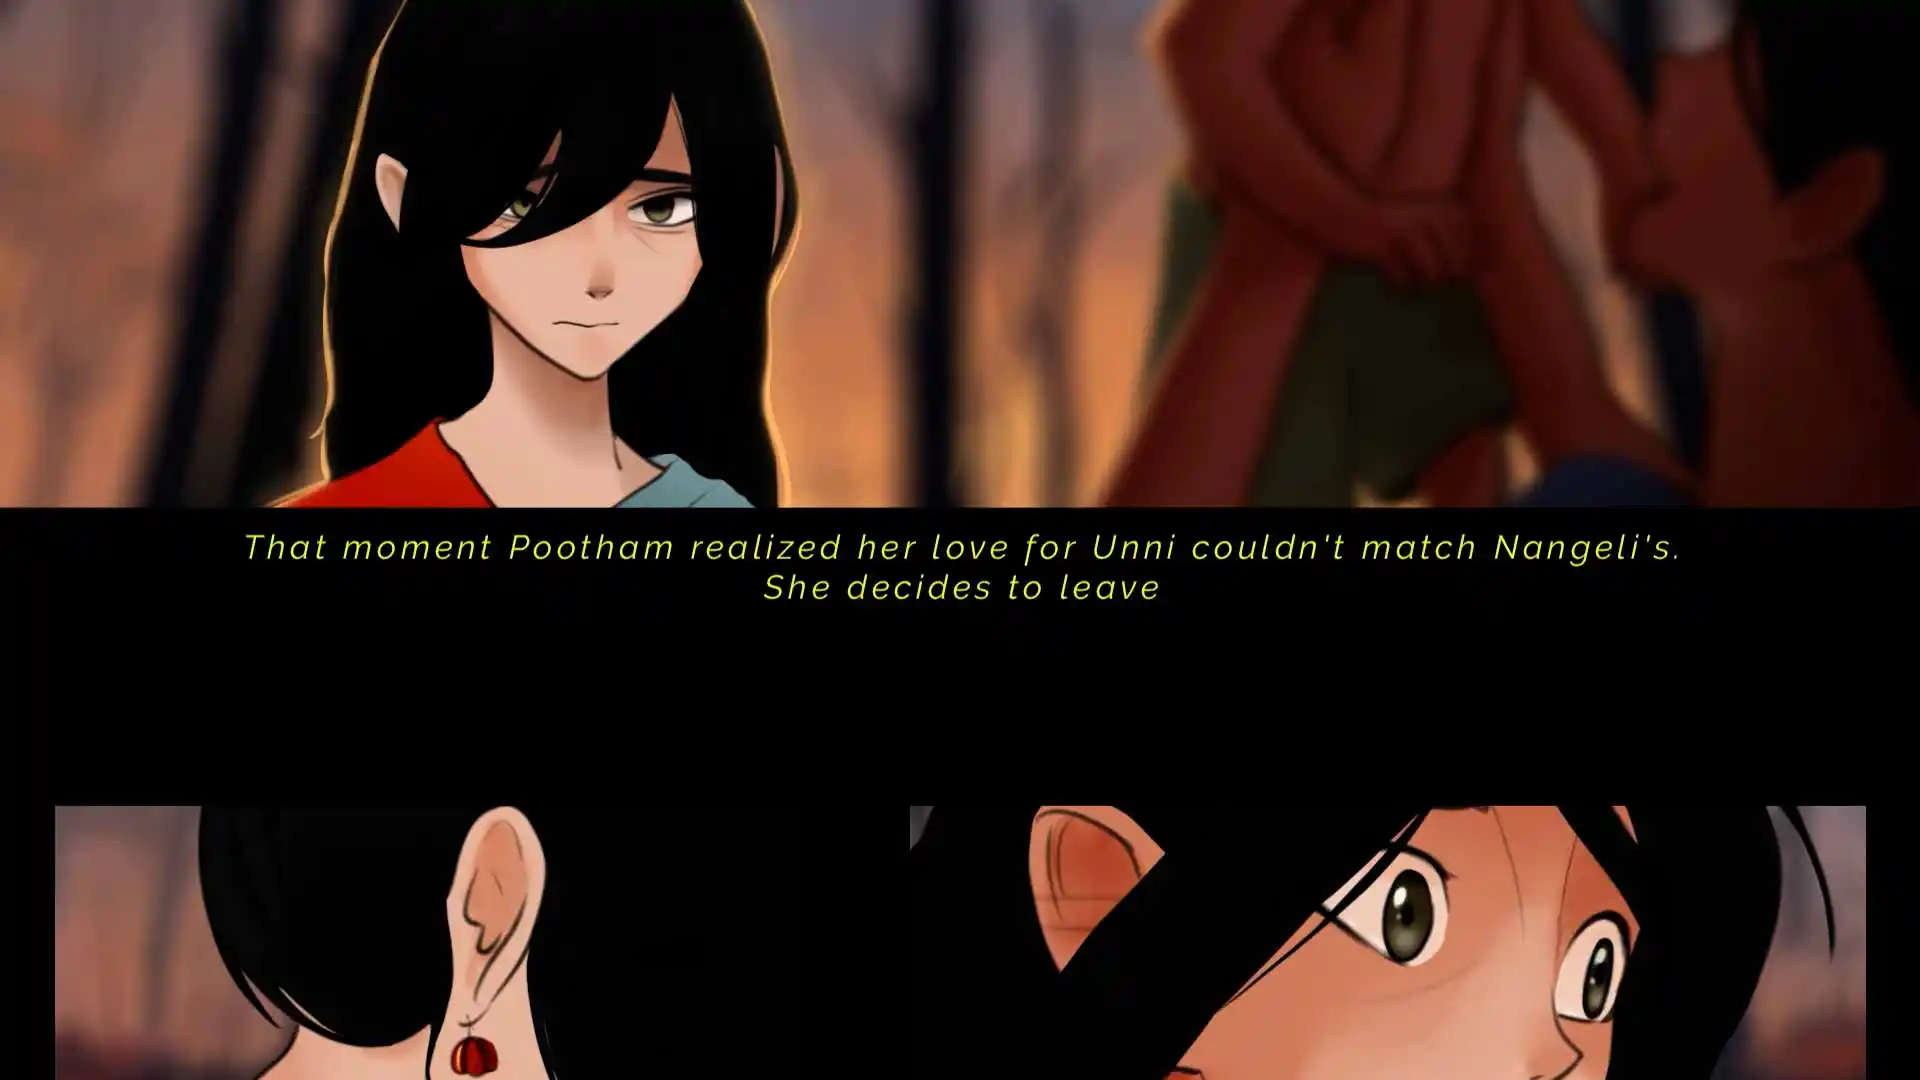 That moment Pootham realized her love for Unni couldn't match Nangeli's.
She decides to leave